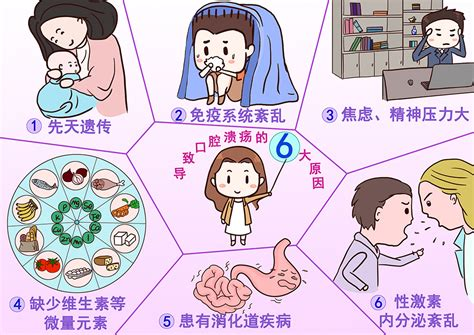 ① 先天遗传
② 免疫系统紊乱
③ 焦虑、精神压力大
导致口腔溃疡的6大原因
④ 缺少维生素等
微量元素
⑤ 患有消化道疾病
⑥ 性激素
内分泌紊乱